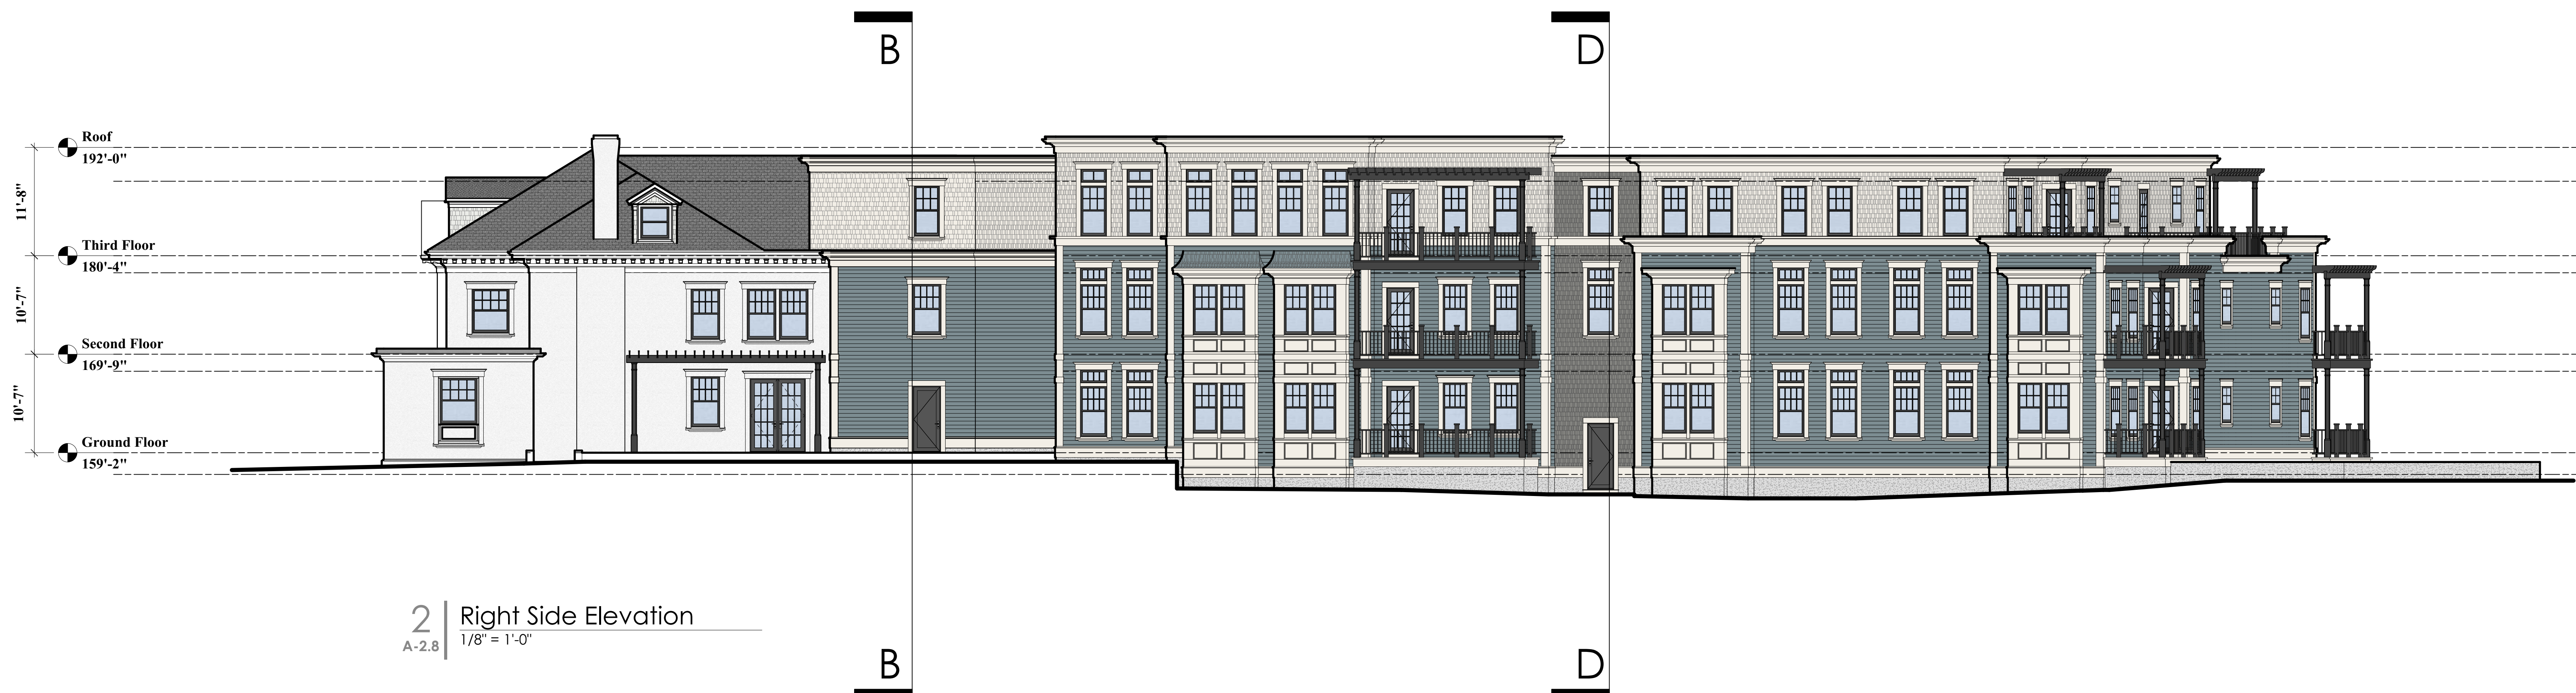 B
D
Roof
192'-0"
11'-8"
Third Floor
180'-4"
10'-7"
Second Floor
169'-9"
10'-7"
Ground Floor
159'-2"
2
A-2.8
Right Side Elevation
1/8" = 1'-0"
B
D